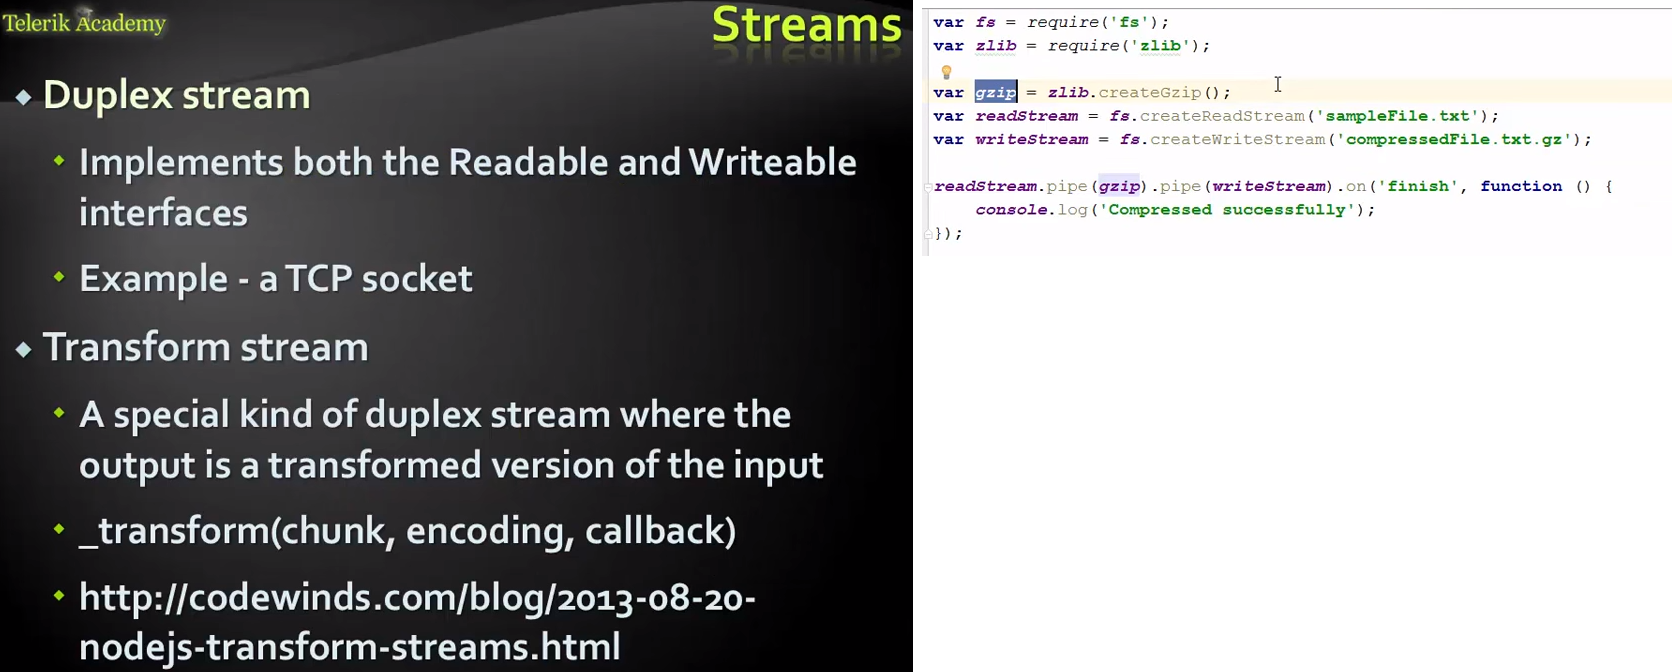 Telerik Academy
Streams
Duplex stream
Implements both the Readable and Writeable
interfaces
Example - a TCP socket
Transform stream
A special kind of duplex stream where the
output is a transformed version of the input
_transform(chunk, encoding, callback)
http://codewinds.com/blog/2013-08-20-
nodejs-transform-streams.html
var fs = require('fs');
var zlib = require('zlib');
var gzip = zlib.createGzip();
var readStream = fs.createReadStream('sampleFile.txt');
var writeStream = fs.createWriteStream('compressedFile.txt.gz');
readStream.pipe(gzip).pipe(writeStream).on('finish', function () {
console.log('Compressed successfully');
});